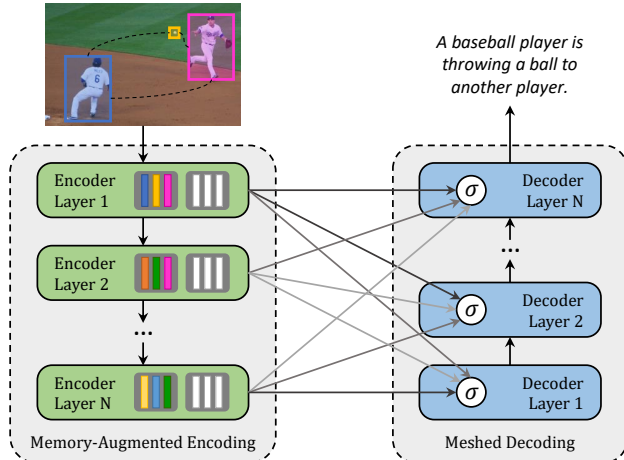 A baseball player is
throwing a ball to
another player.
6
Encoder
Layer 1
Encoder
Layer 2
...
Encoder
Layer N
Memory-Augmented Encoding
σ
Decoder
Layer N
...
σ
Decoder
Layer 2
σ
Decoder
Layer 1
Meshed Decoding